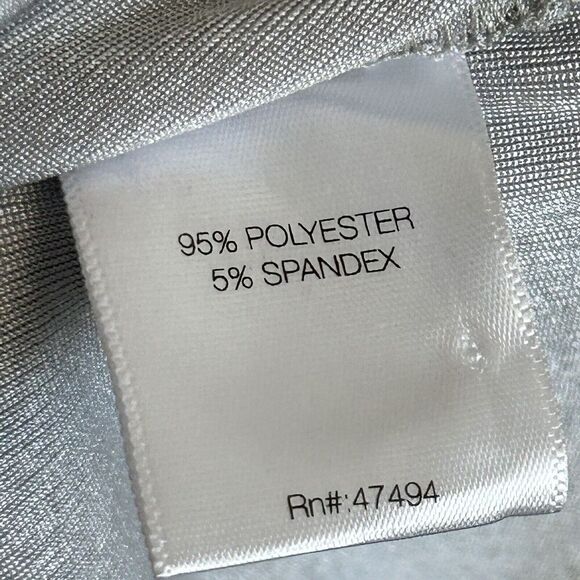 95% POLYESTER
5% SPANDEX
Rn#:47494